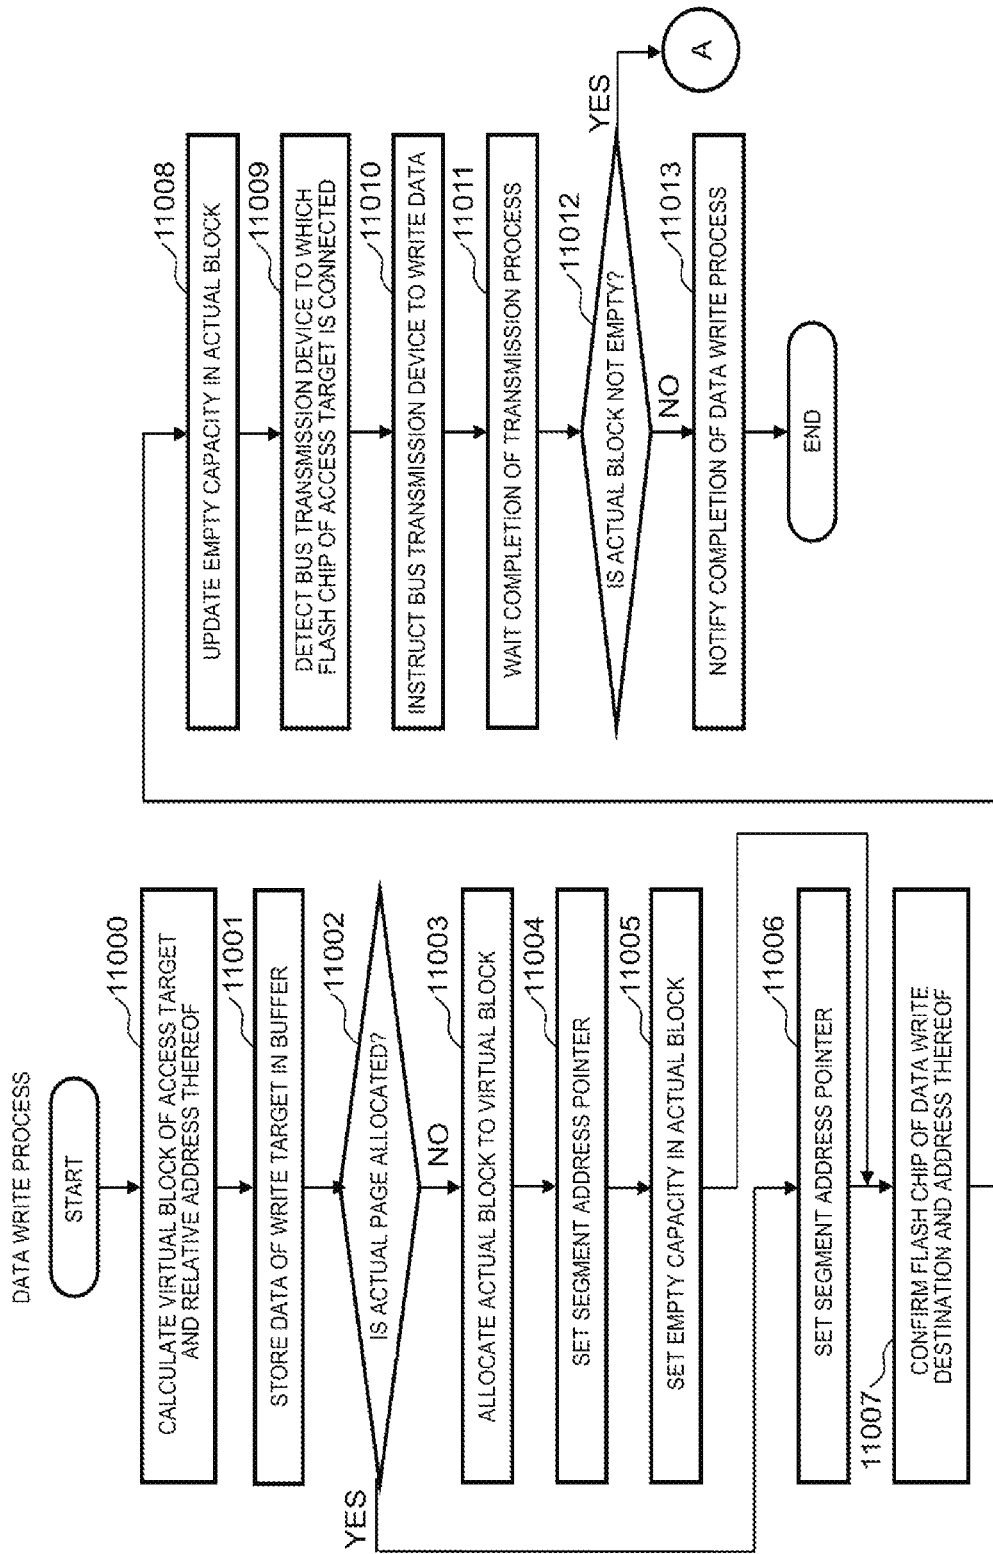 DATA WRITE PROCESS
START
11000
CALCULATE VIRTUAL BLOCK OF ACCESS TARGET
AND RELATIVE ADDRESS THEREOF
11001
STORE DATA OF WRITE TARGET IN BUFFER
11002
IS ACTUAL PAGE ALLOCATED?
YES
NO
11003
ALLOCATE ACTUAL BLOCK TO VIRTUAL BLOCK
11004
SET SEGMENT ADDRESS POINTER
11005
SET EMPTY CAPACITY IN ACTUAL BLOCK
11006
SET SEGMENT ADDRESS POINTER
11007
CONFIRM FLASH CHIP OF DATA WRITE
DESTINATION AND ADDRESS THEREOF
11008
UPDATE EMPTY CAPACITY IN ACTUAL BLOCK
11009
DETECT BUS TRANSMISSION DEVICE TO WHICH
FLASH CHIP OF ACCESS TARGET IS CONNECTED
11010
INSTRUCT BUS TRANSMISSION DEVICE TO WRITE DATA
11011
WAIT COMPLETION OF TRANSMISSION PROCESS
11012
IS ACTUAL BLOCK NOT EMPTY?
YES
A
NO
11013
NOTIFY COMPLETION OF DATA WRITE PROCESS
END